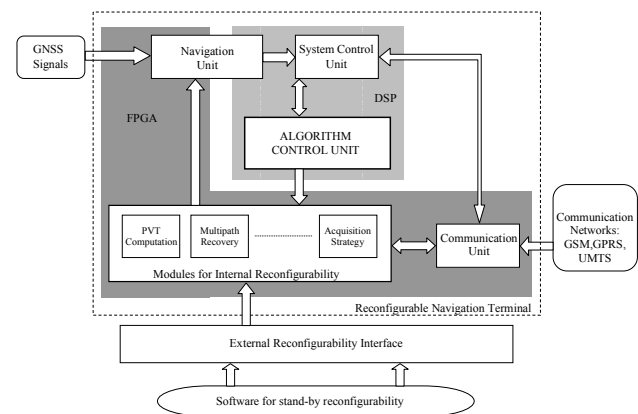 GNSS
Signals
Navigation
Unit
System Control
Unit
DSP
FPGA
ALGORITHM
CONTROL UNIT
PVT
Computation
Multipath
Recovery
Acquisition
Strategy
Modules for Internal Reconfigurability
Communication
Unit
Communication
Networks:
GSM,GPRS,
UMTS
Reconfigurable Navigation Terminal
External Reconfigurability Interface
Software for stand-by reconfigurability